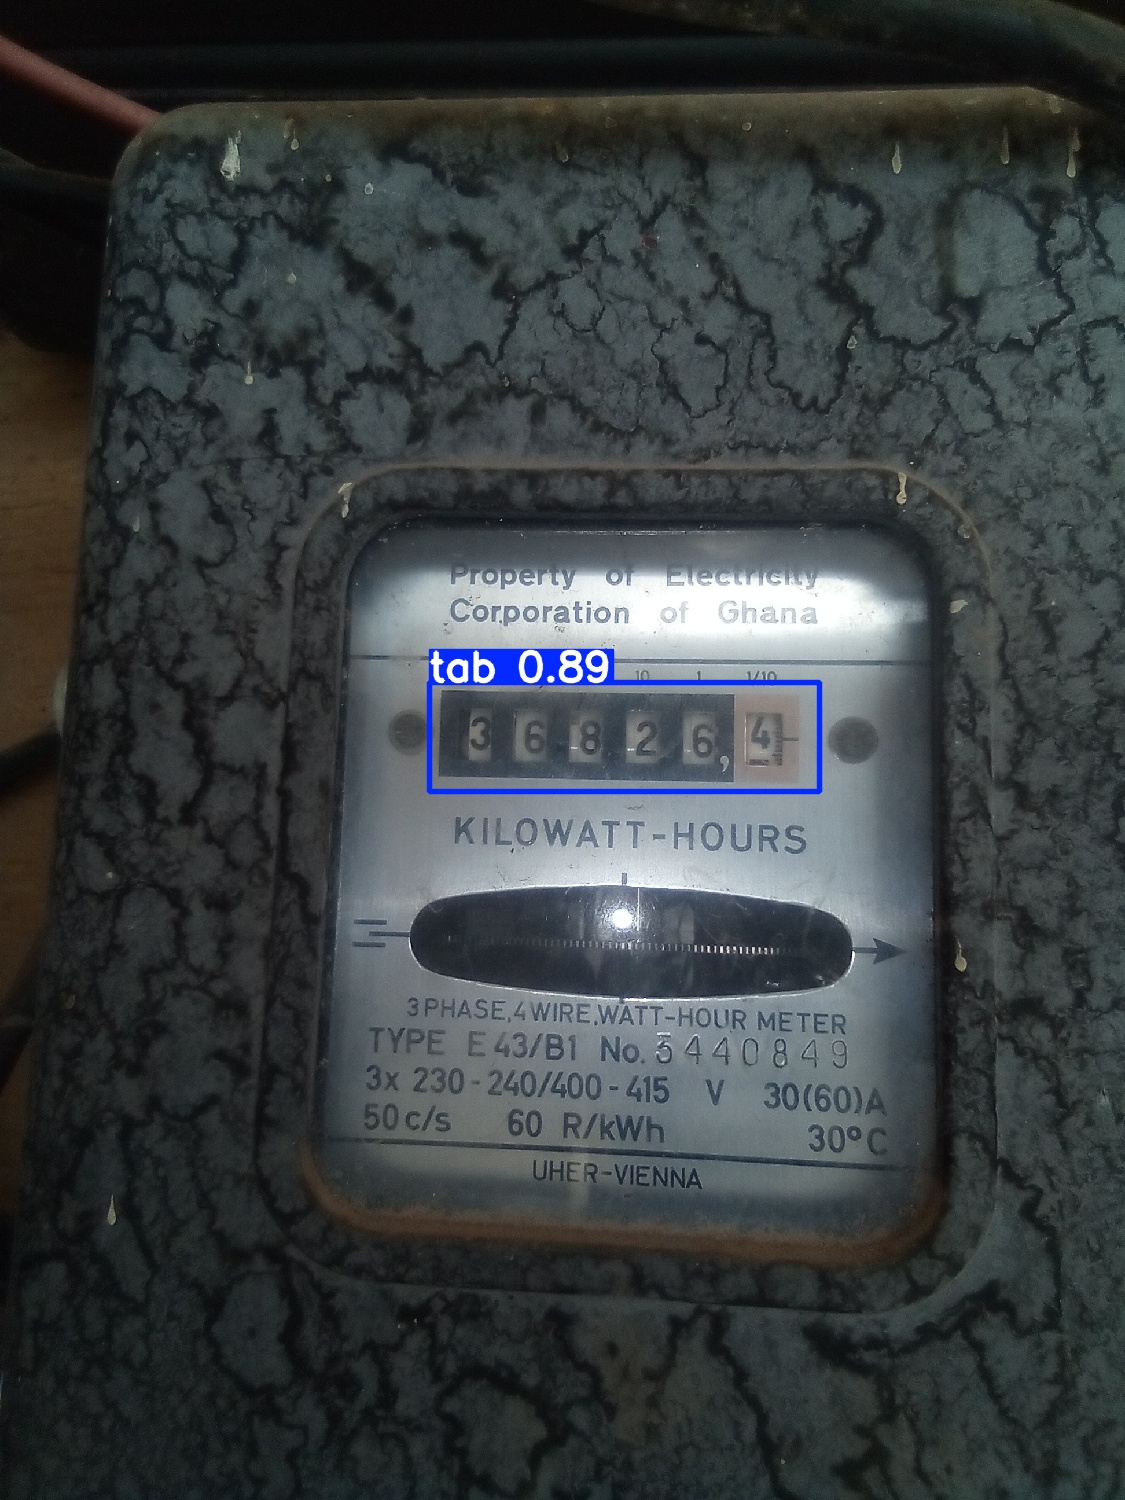 Property of Electricity
Corporation of Ghana
tab 0.89
10 1 1/10
3 6 8 2 6, 4
KILOWATT-HOURS
3 PHASE, 4 WIRE, WATT-HOUR METER
TYPE E 43/B1 No. 3440849
3x 230-240/400-415 V 30(60)A
50 c/s 60 R/kWh 30°C
UHER-VIENNA